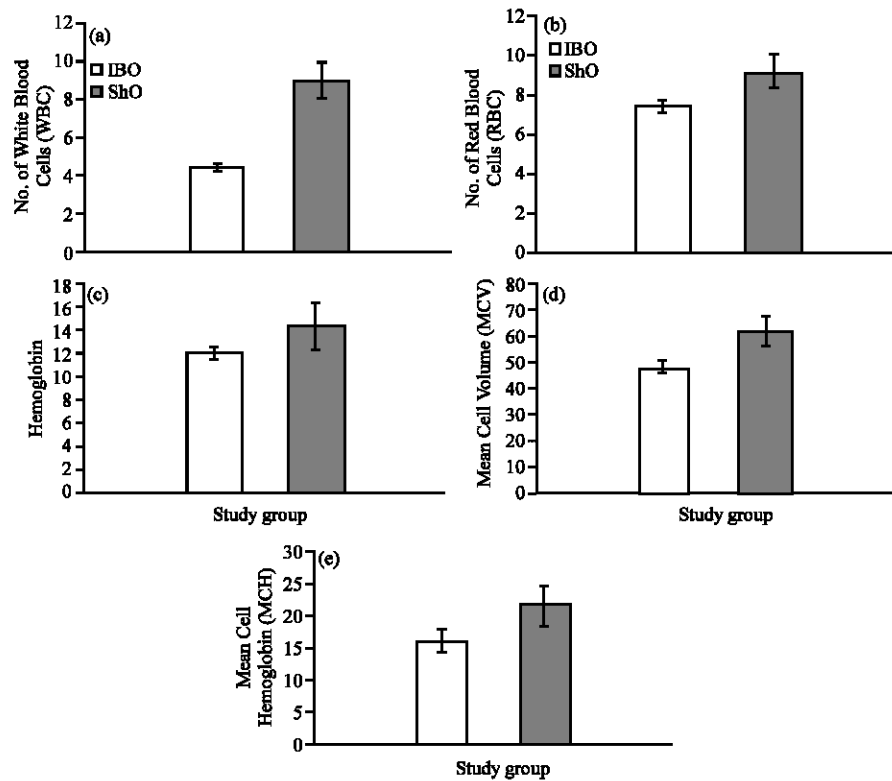 (a)
IBO
ShO
12
10
8
6
4
2
0
No. of White Blood
Cells (WBC)
(b)
IBO
ShO
12
10
8
6
4
2
0
No. of Red Blood
Cells (RBC)
(c)
18
16
14
12
10
8
6
4
2
0
Hemoglobin
Study group
(d)
80
70
60
50
40
30
20
10
0
Mean Cell Volume (MCV)
Study group
(e)
30
25
20
15
10
5
0
Mean Cell
Hemoglobin (MCH)
Study group